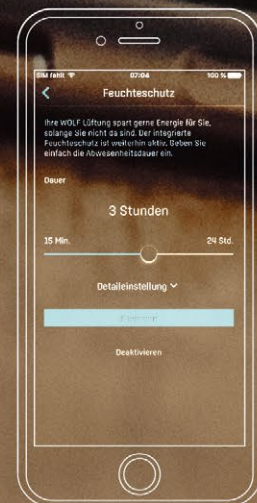 SIM fehlt 07:04 100 %
Feuchteschutz
Ihre WOLF Lüftung spart gerne Energie für Sie,
solange Sie nicht da sind. Der integrierte
Feuchteschutz ist weiterhin aktiv. Geben Sie
einfach die Abwesenheitsdauer ein.
Dauer
3 Stunden
15 Min. 24 Std.
Detaileinstellung
Deaktivieren